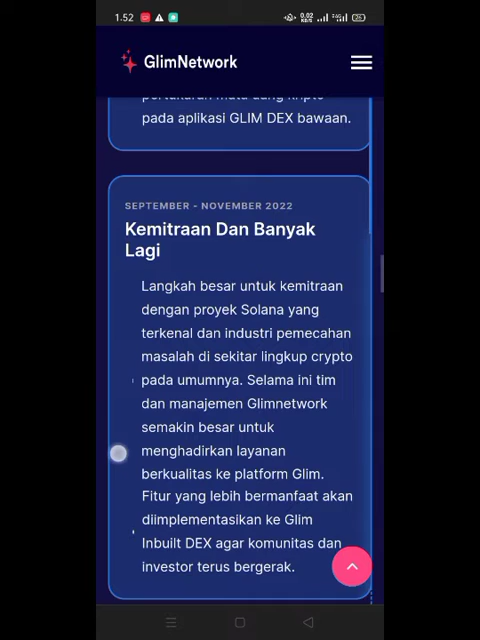 1.52
GlimNetwork
pada aplikasi GLIM DEX bawaan.
SEPTEMBER - NOVEMBER 2022
Kemitraan Dan Banyak
Lagi
Langkah besar untuk kemitraan
dengan proyek Solana yang
terkenal dan industri pemecahan
masalah di sekitar lingkup crypto
pada umumnya. Selama ini tim
dan manajemen Glimnetwork
semakin besar untuk
menghadirkan layanan
berkualitas ke platform Glim.
Fitur yang lebih bermanfaat akan
diimplementasikan ke Glim
Inbuilt DEX agar komunitas dan
investor terus bergerak.